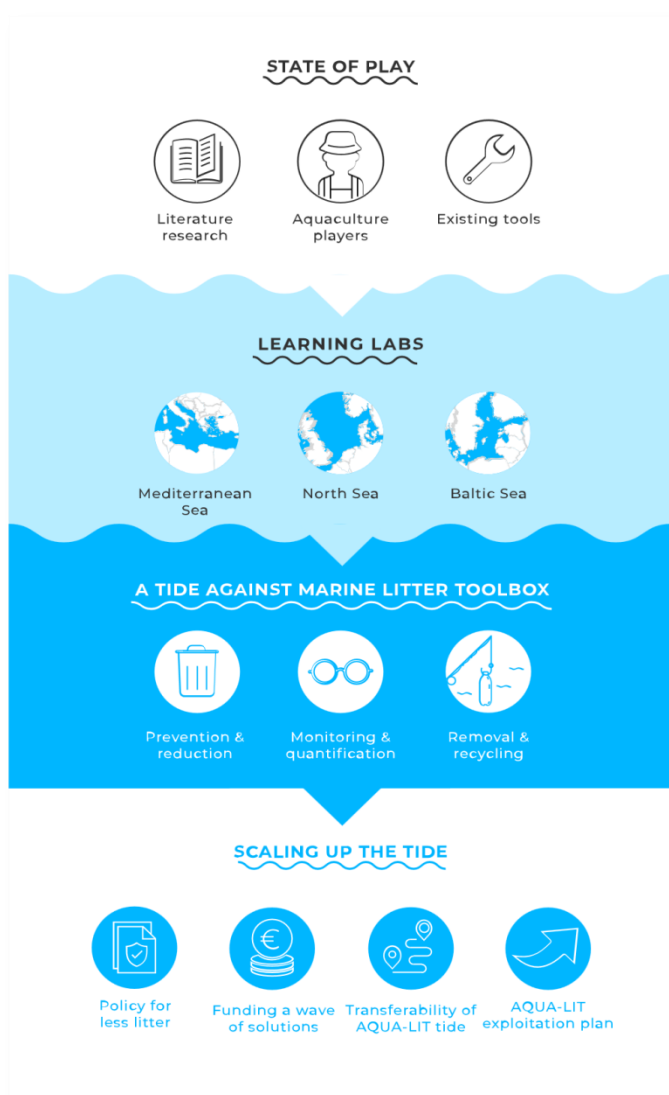 STATE OF PLAY
Literature
research
Aquaculture
players
Existing tools
LEARNING LABS
Mediterranean
Sea
North Sea
Baltic Sea
A TIDE AGAINST MARINE LITTER TOOLBOX
Prevention &
reduction
Monitoring &
quantification
Removal &
recycling
SCALING UP THE TIDE
€
Policy for
less litter
Funding a wave
of solutions
Transferability of
AQUA-LIT tide
AQUA-LIT
exploitation plan